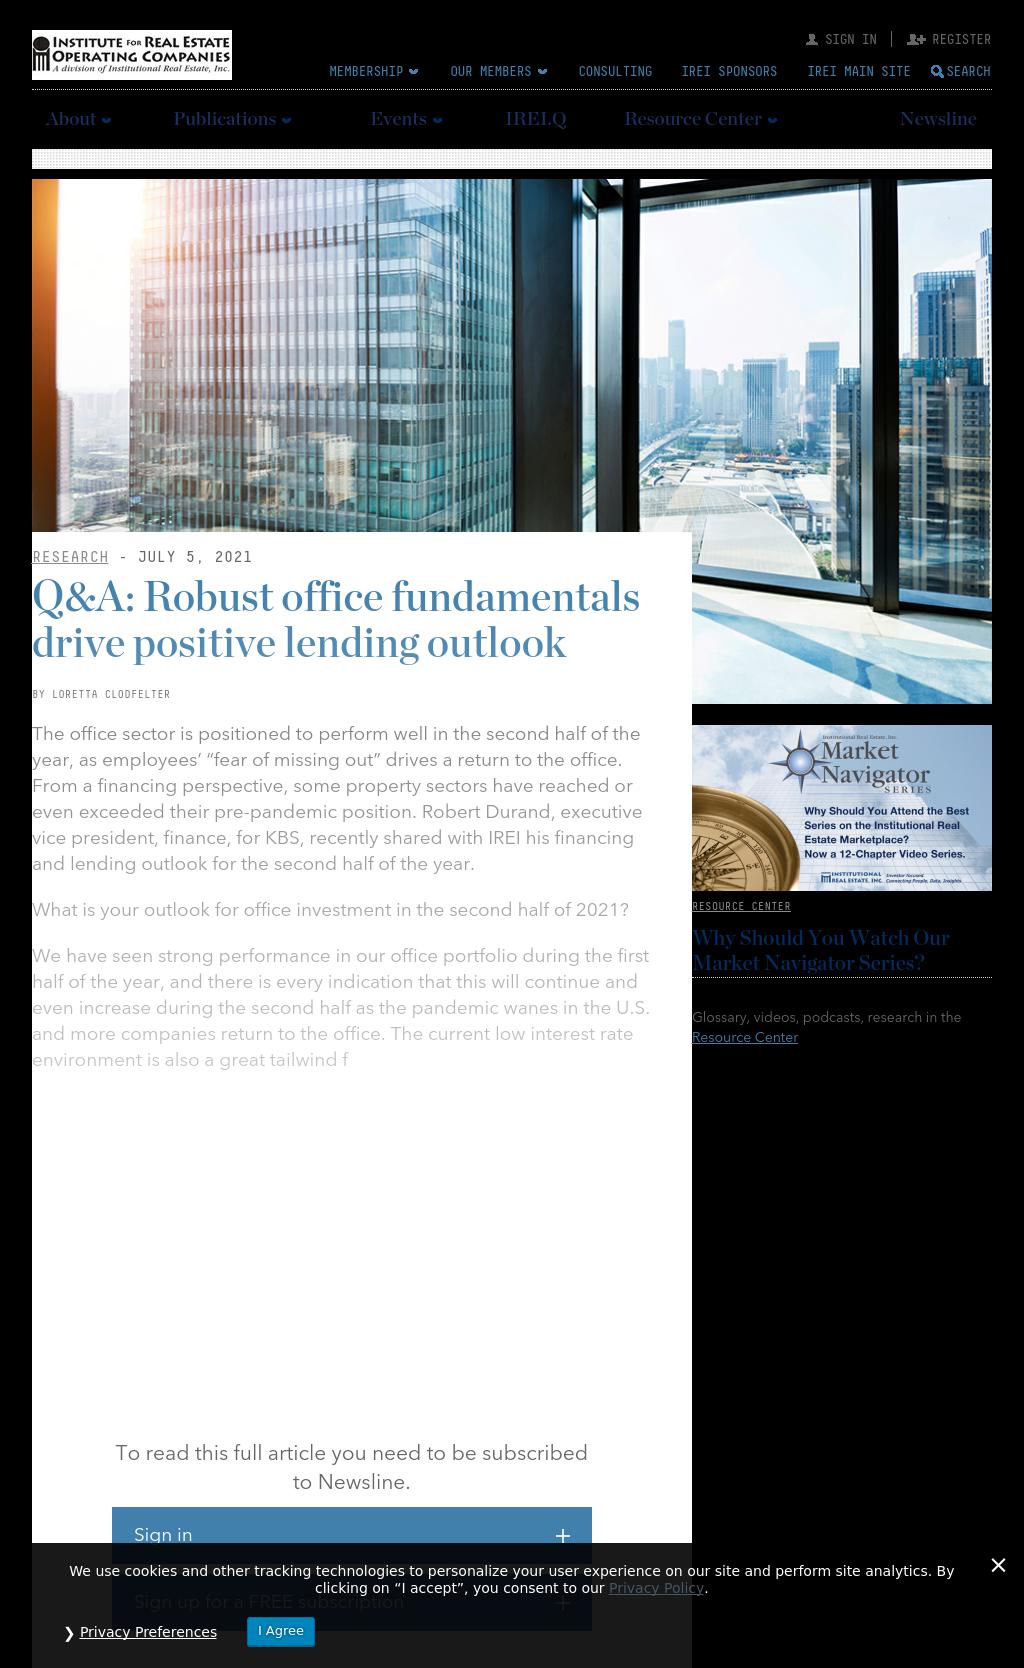 INSTITUTE FOR REAL ESTATE
OPERATING COMPANIES
A division of Institutional Real Estate, Inc.
SIGN IN
REGISTER
MEMBERSHIP
OUR MEMBERS
CONSULTING
IREI SPONSORS
IREI MAIN SITE
SEARCH
About
Publications
Events
IREI.Q
Resource Center
Newsline
RESEARCH - JULY 5, 2021
Q&A: Robust office fundamentals
drive positive lending outlook
BY LORETTA CLODFELTER
The office sector is positioned to perform well in the second half of the
year, as employees’ “fear of missing out” drives a return to the office.
From a financing perspective, some property sectors have reached or
even exceeded their pre-pandemic position. Robert Durand, executive
vice president, finance, for KBS, recently shared with IREI his financing
and lending outlook for the second half of the year.
What is your outlook for office investment in the second half of 2021?
We have seen strong performance in our office portfolio during the first
half of the year, and there is every indication that this will continue and
even increase during the second half as the pandemic wanes in the U.S.
and more companies return to the office. The current low interest rate
environment is also a great tailwind f
Institutional Real Estate, Inc.
Market
Navigator
SERIES
Why Should You Attend the Best
Series on the Institutional Real
Estate Marketplace?
Now a 12-Chapter Video Series.
INSTITUTIONAL
REAL ESTATE, INC.
Investor focused.
Connecting People, Data, Insights
RESOURCE CENTER
Why Should You Watch Our
Market Navigator Series?
Glossary, videos, podcasts, research in the
Resource Center
To read this full article you need to be subscribed
to Newsline.
Sign in
Sign up for a FREE subscription
We use cookies and other tracking technologies to personalize your user experience on our site and perform site analytics. By
clicking on “I accept”, you consent to our Privacy Policy.
❯ Privacy Preferences
I Agree